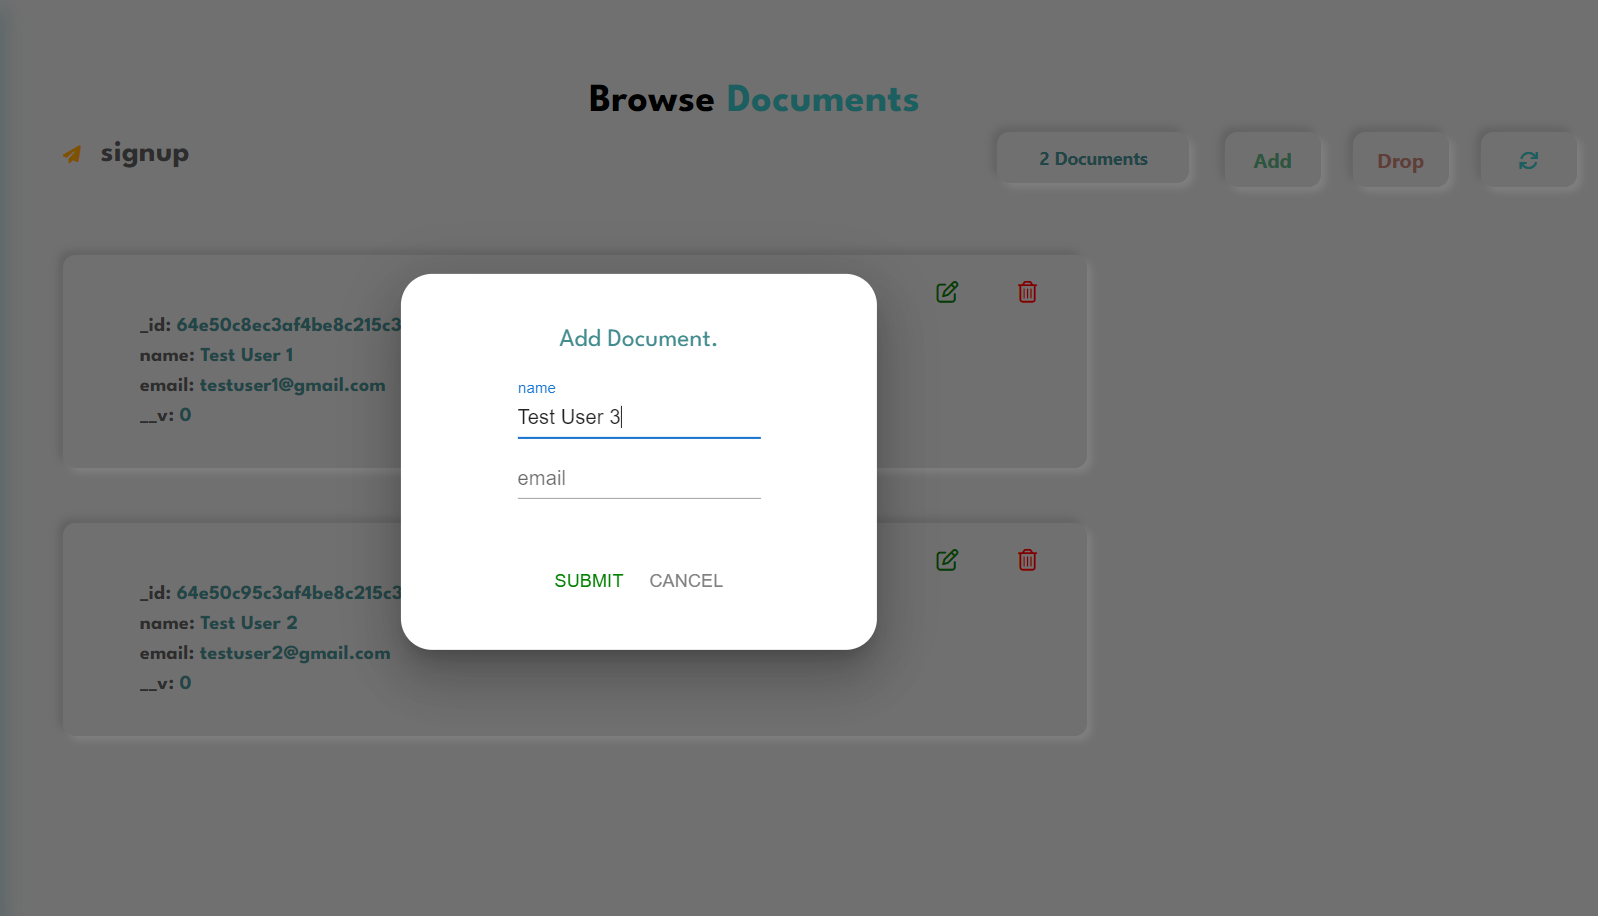 Browse Documents
signup
2 Documents
Add
Drop
_id: 64e50c8ec3af4be8c215c3
name: Test User 1
email: testuser1@gmail.com
__v: 0
Add Document.
name
Test User 3
email
SUBMIT CANCEL
_id: 64e50c95c3af4be8c215c3
name: Test User 2
email: testuser2@gmail.com
__v: 0